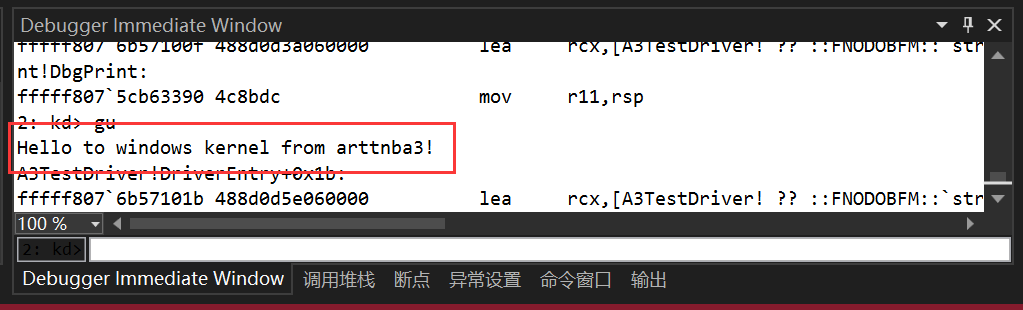 Debugger Immediate Window
fffff807`6b57100f 488d0d3a060000 lea rcx,[A3TestDriver! ?? ::FNODOBFM::`str
nt!DbgPrint:
fffff807`5cb63390 4c8bdc mov r11,rsp
2: kd> gu
Hello to windows kernel from arttnba3!
A3TestDriver!DriverEntry+0x1b:
fffff807`6b57101b 488d0d5e060000 lea rcx,[A3TestDriver! ?? ::FNODOBFM::`str
100 %
2: kd>
Debugger Immediate Window 调用堆栈 断点 异常设置 命令窗口 输出